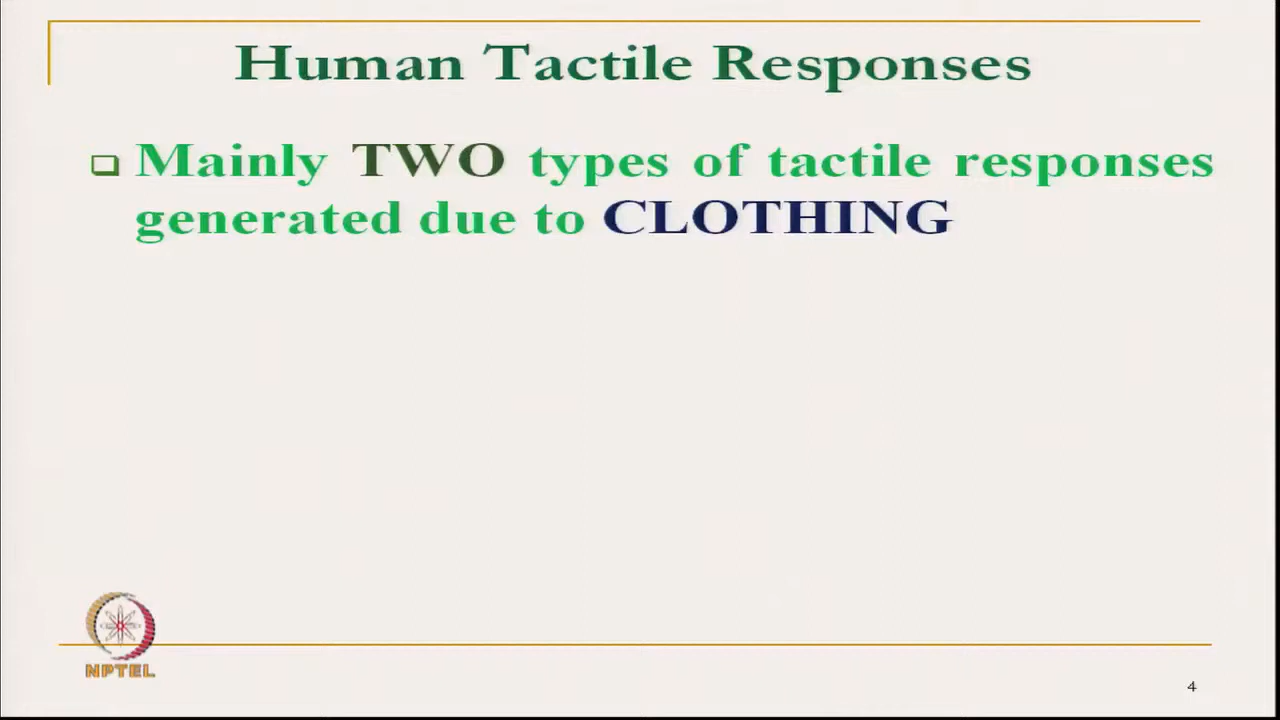 Human Tactile Responses
Mainly TWO types of tactile responses
generated due to CLOTHING
NPTEL
4